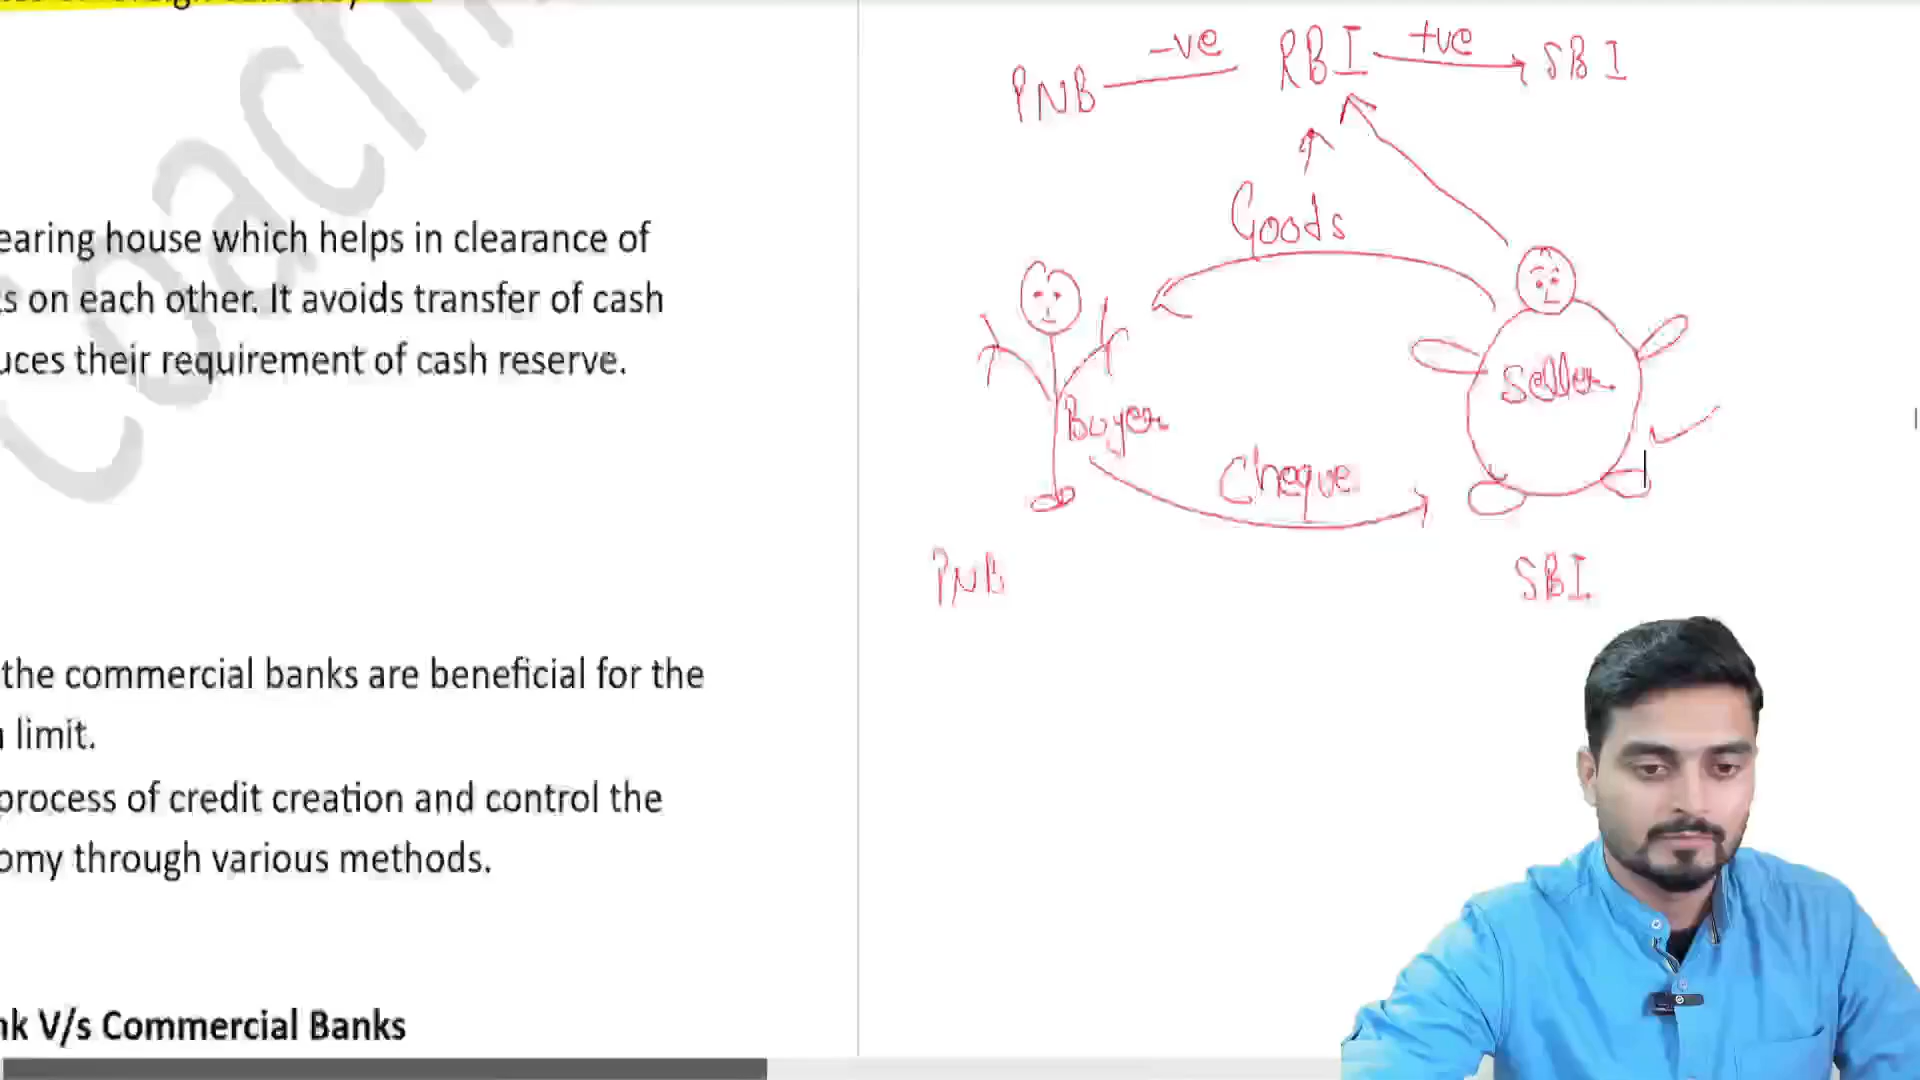 earing house which helps in clearance of
s on each other. It avoids transfer of cash
uces their requirement of cash reserve.
the commercial banks are beneficial for the
limit.
process of credit creation and control the
omy through various methods.
nk V/s Commercial Banks
Coach
PNB -ve RBI +ve SBI
Goods
Seller
Buyer
Cheque
PNB
SBI